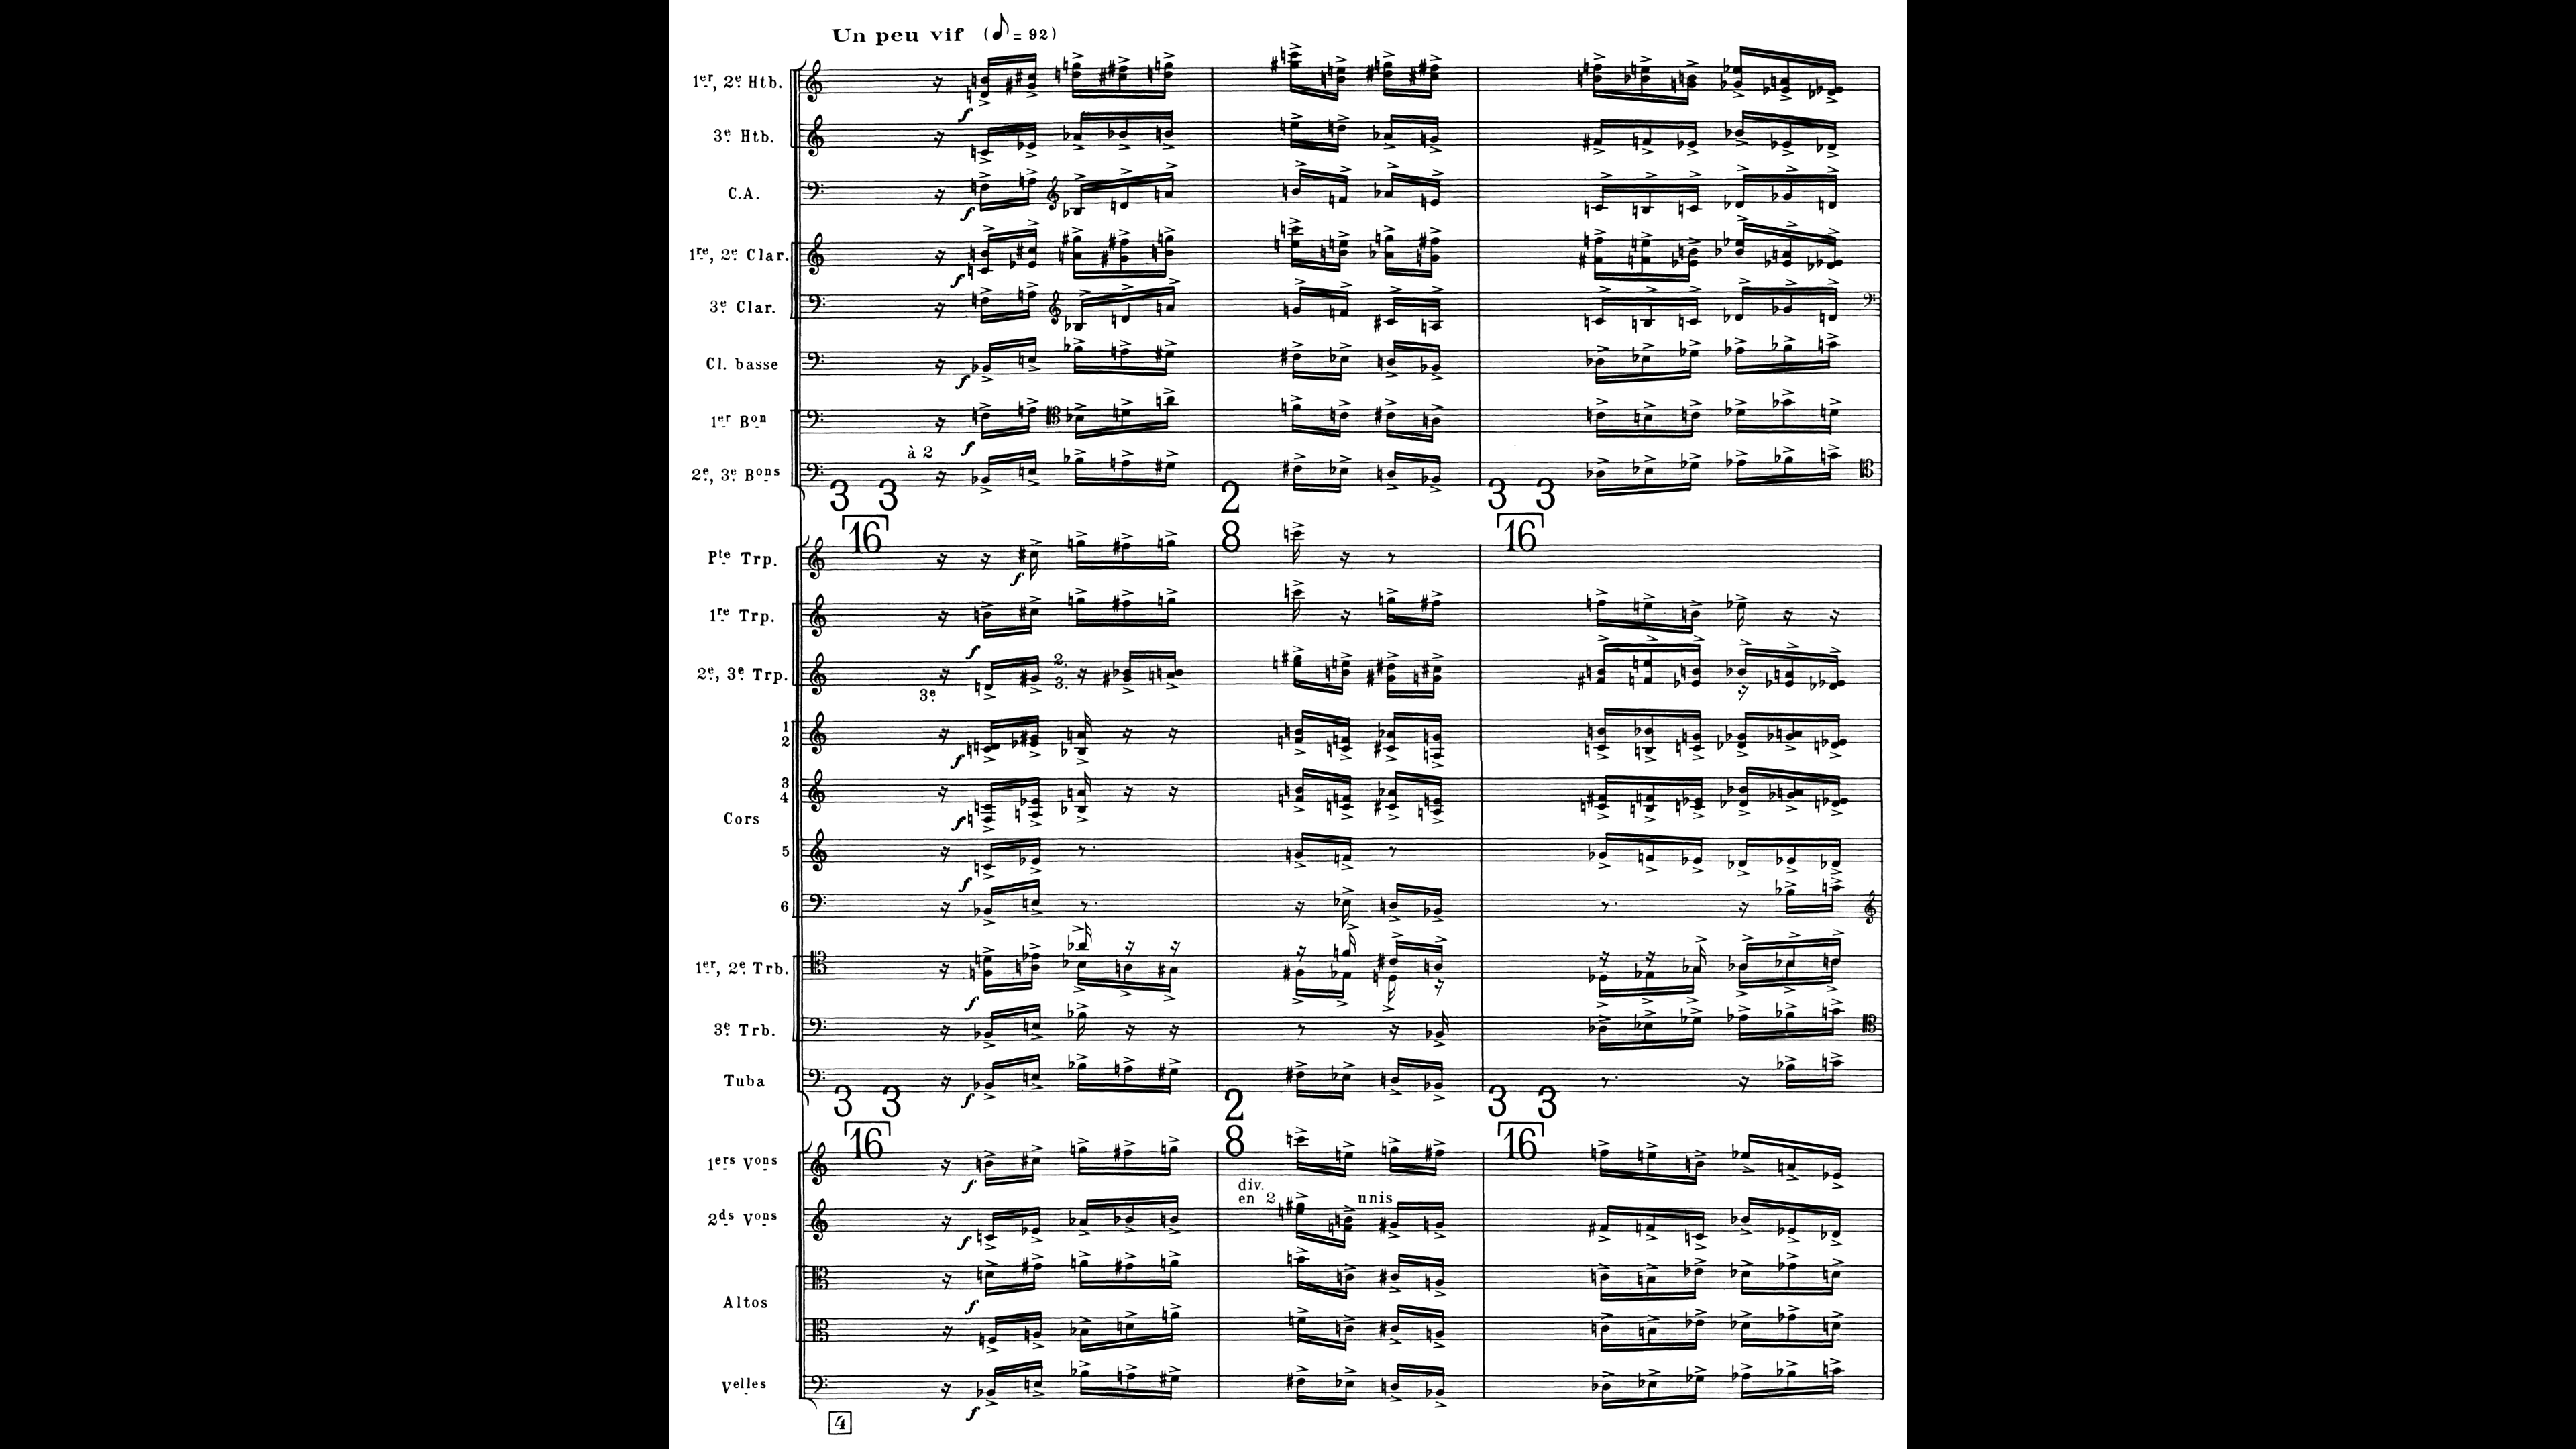 Un peu vif (♪ = 92)
1er, 2e Htb.
f
3e Htb.
C.A.
f
1re, 2e Clar.
f
3e Clar.
Cl. basse
f
1er Bon
f
à 2
2e, 3e Bons
3 3 2 3 3
16 8 16
Pte Trp.
f
1re Trp.
f
2.
2e, 3e Trp.
3.
3e
1
2
f
3
4
f
Cors
5
f
6
1er, 2e Trb.
f
3e Trb.
Tuba
f
3 3 2 3 3
16 8 16
1ers Vons
f
div.
en 2 unis
2ds Vons
f
Altos
f
Velles
f
4